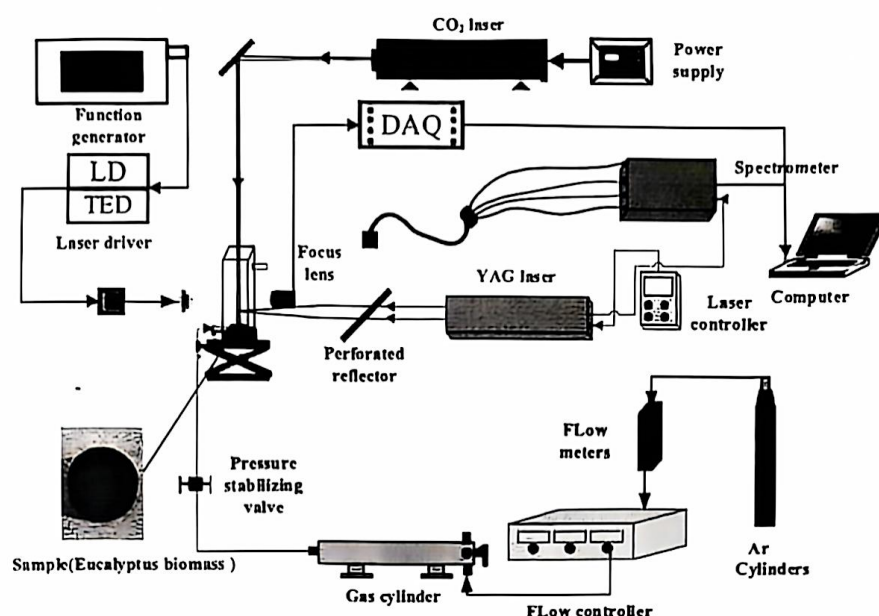 CO₂ laser
Power
supply
Function
generator
DAQ
LD
TED
Laser driver
Spectrometer
Focus
lens
YAG laser
Laser
controller
Computer
Perforated
reflector
FLow
meters
Pressure
stabilizing
valve
Sample(Eucalyptus biomass )
Gas cylinder
FLow controller
Ar
Cylinders